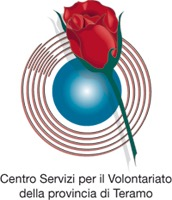 Centro Servizi per il Volontariato
della provincia di Teramo